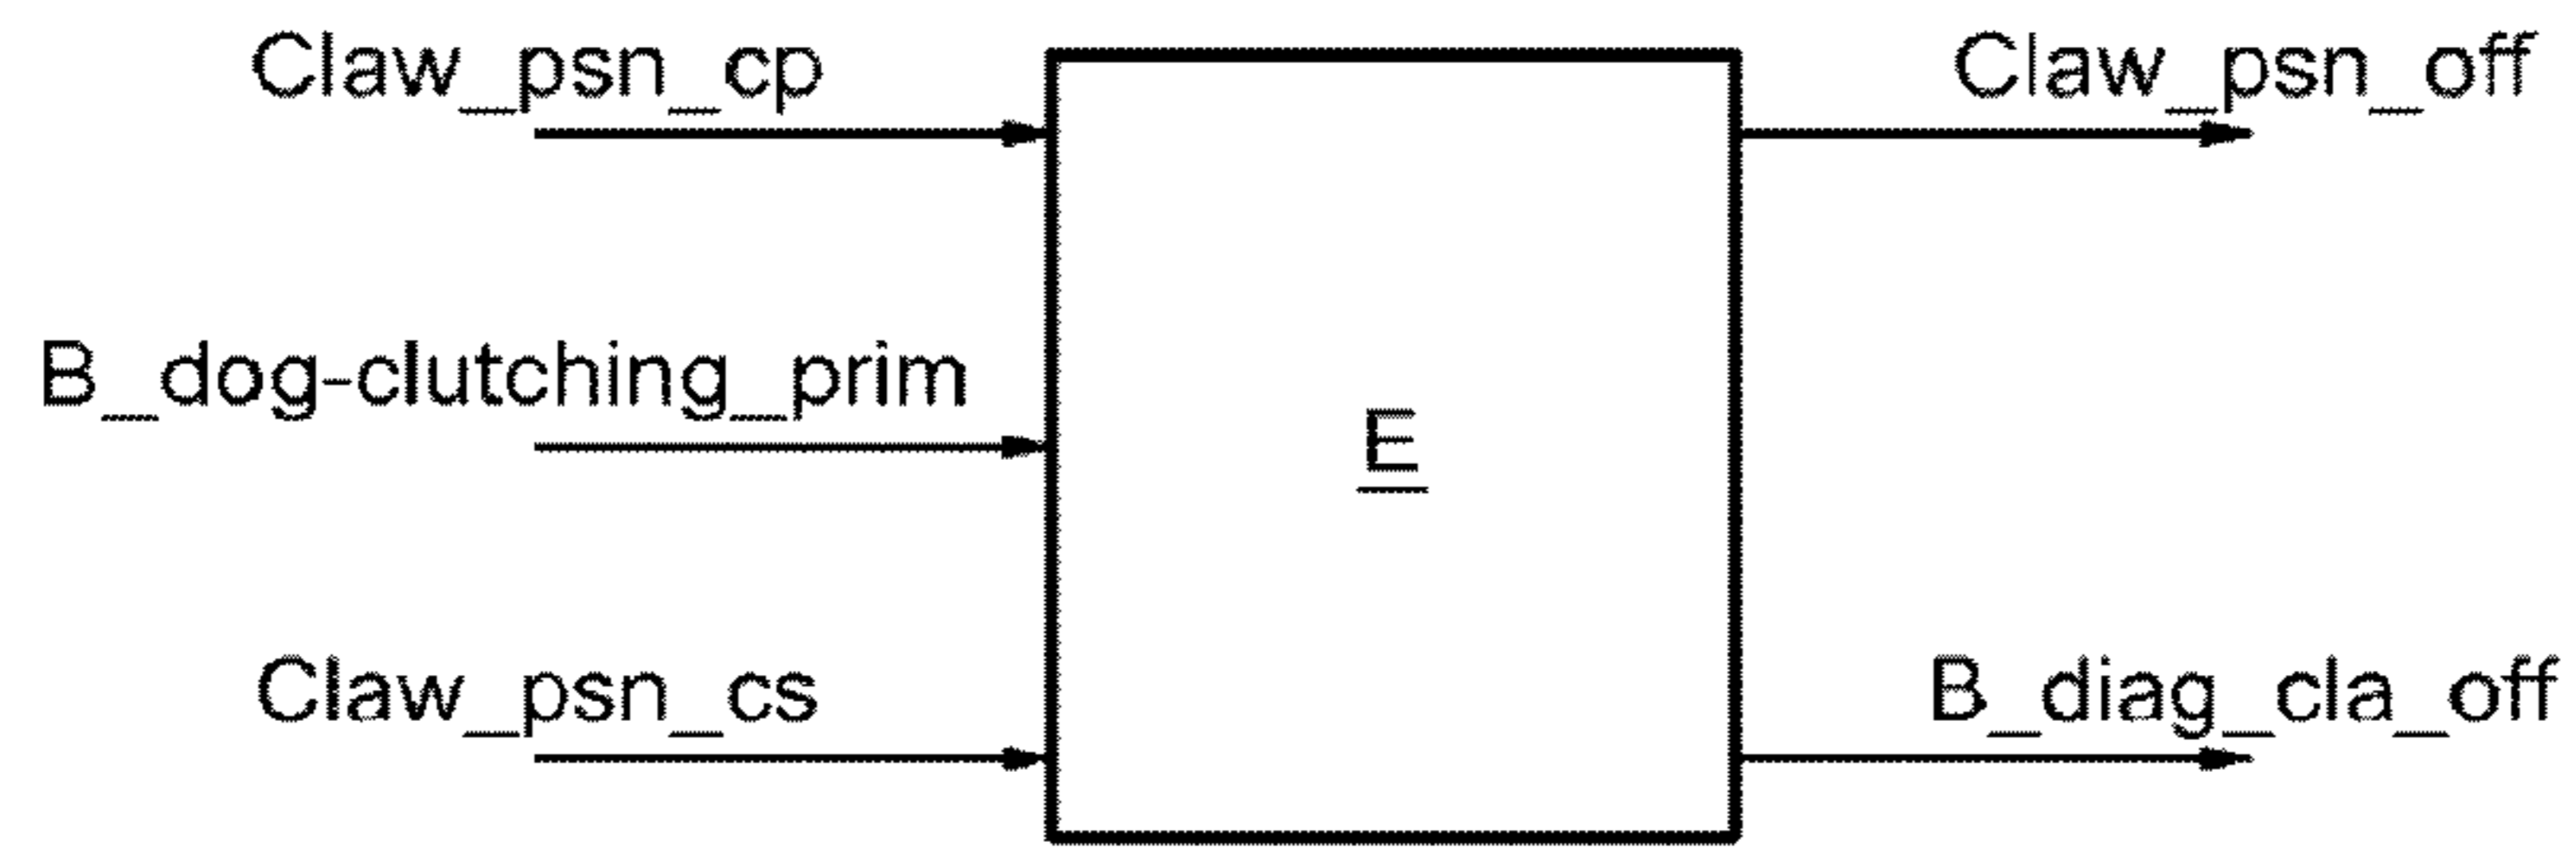 Claw_psn_cp
Claw_psn_off
B_dog-clutching_prim
E
Claw_psn_cs
B_diag_cla_off